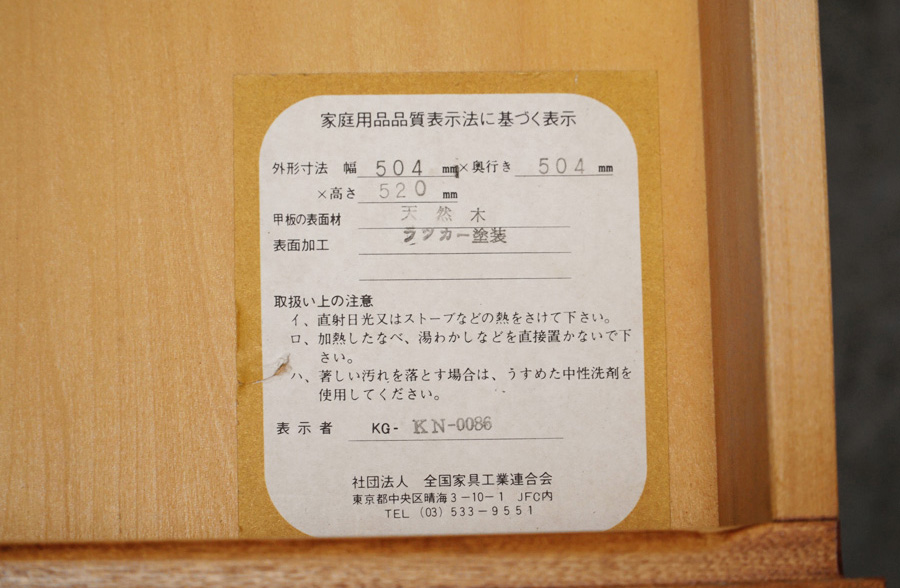 家庭用品品質表示法に基づく表示
外形寸法 幅 504 mm×奥行き 504 mm
×高さ 520 mm
甲板の表面材 天然木
表面加工 ラッカー塗装
取扱い上の注意
イ、直射日光又はストーブなどの熱をさけて下さい。
ロ、加熱したなべ、湯わかしなどを直接置かないで下
さい。
ハ、著しい汚れを落とす場合は、うすめた中性洗剤を
使用してください。
表示者 KG- KN-0086
社団法人 全国家具工業連合会
東京都中央区晴海3-10-1 JFC内
TEL (03) 533-9551